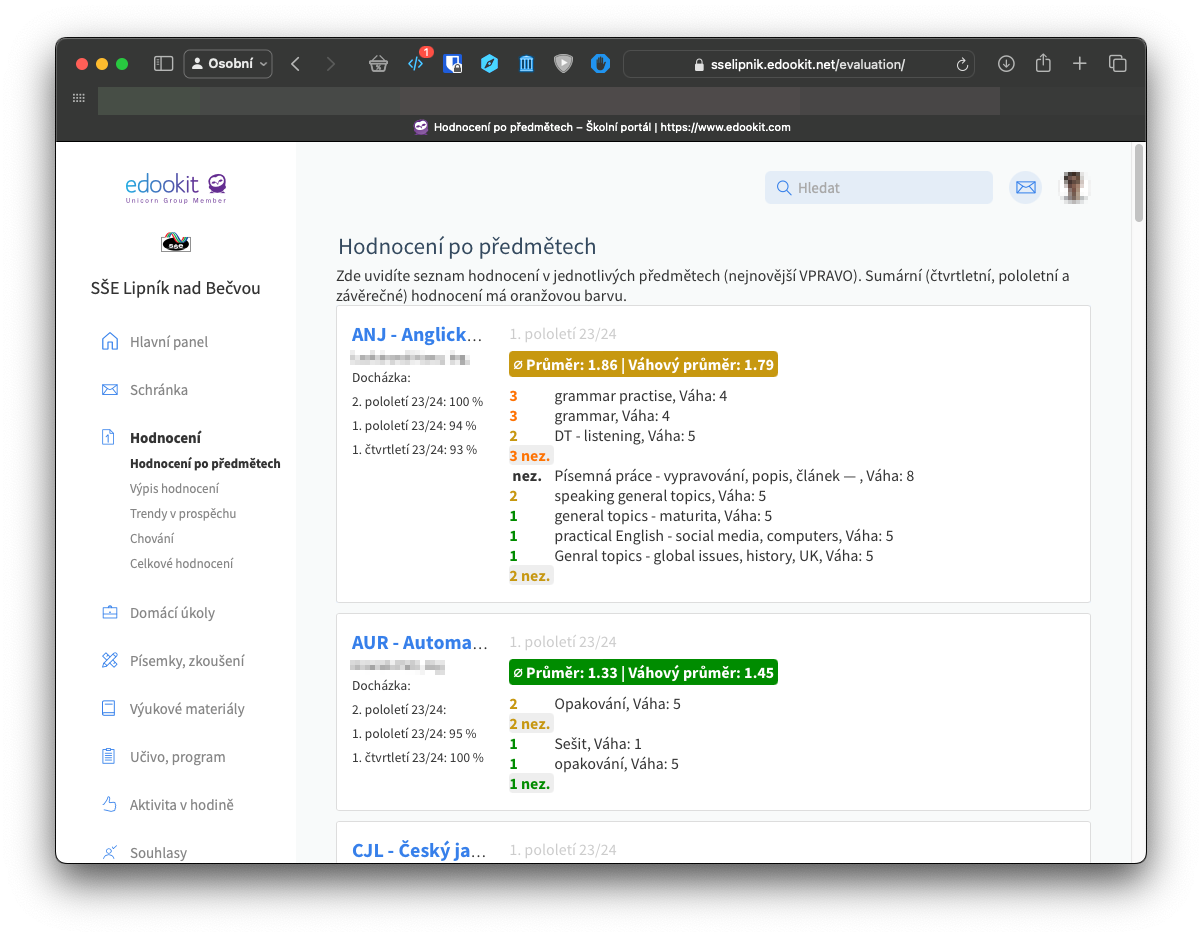 Osobní
1
sselipnik.edookit.net/evaluation/
Hodnocení po předmětech – Školní portál | https://www.edookit.com
edookit
Unicorn Group Member
SSE
SŠE Lipník nad Bečvou
Hlavní panel
Schránka
Hodnocení
Hodnocení po předmětech
Výpis hodnocení
Trendy v prospěchu
Chování
Celkové hodnocení
Domácí úkoly
Písemky, zkoušení
Výukové materiály
Učivo, program
Aktivita v hodině
Souhlasy
Hledat
Hodnocení po předmětech
Zde uvidíte seznam hodnocení v jednotlivých předmětech (nejnovější VPRAVO). Sumární (čtvrtletní, pololetní a
závěrečné) hodnocení má oranžovou barvu.
ANJ - Anglick...
Docházka:
2. pololetí 23/24: 100 %
1. pololetí 23/24: 94 %
1. čtvrtletí 23/24: 93 %
1. pololetí 23/24
⌀ Průměr: 1.86 | Váhový průměr: 1.79
3 grammar practise, Váha: 4
3 grammar, Váha: 4
2 DT - listening, Váha: 5
3 nez.
nez. Písemná práce - vypravování, popis, článek — , Váha: 8
2 speaking general topics, Váha: 5
1 general topics - maturita, Váha: 5
1 practical English - social media, computers, Váha: 5
1 Genral topics - global issues, history, UK, Váha: 5
2 nez.
AUR - Automa...
Docházka:
2. pololetí 23/24:
1. pololetí 23/24: 95 %
1. čtvrtletí 23/24: 100 %
1. pololetí 23/24
⌀ Průměr: 1.33 | Váhový průměr: 1.45
2 Opakování, Váha: 5
2 nez.
1 Sešit, Váha: 1
1 opakování, Váha: 5
1 nez.
CJL - Český ja...
1. pololetí 23/24